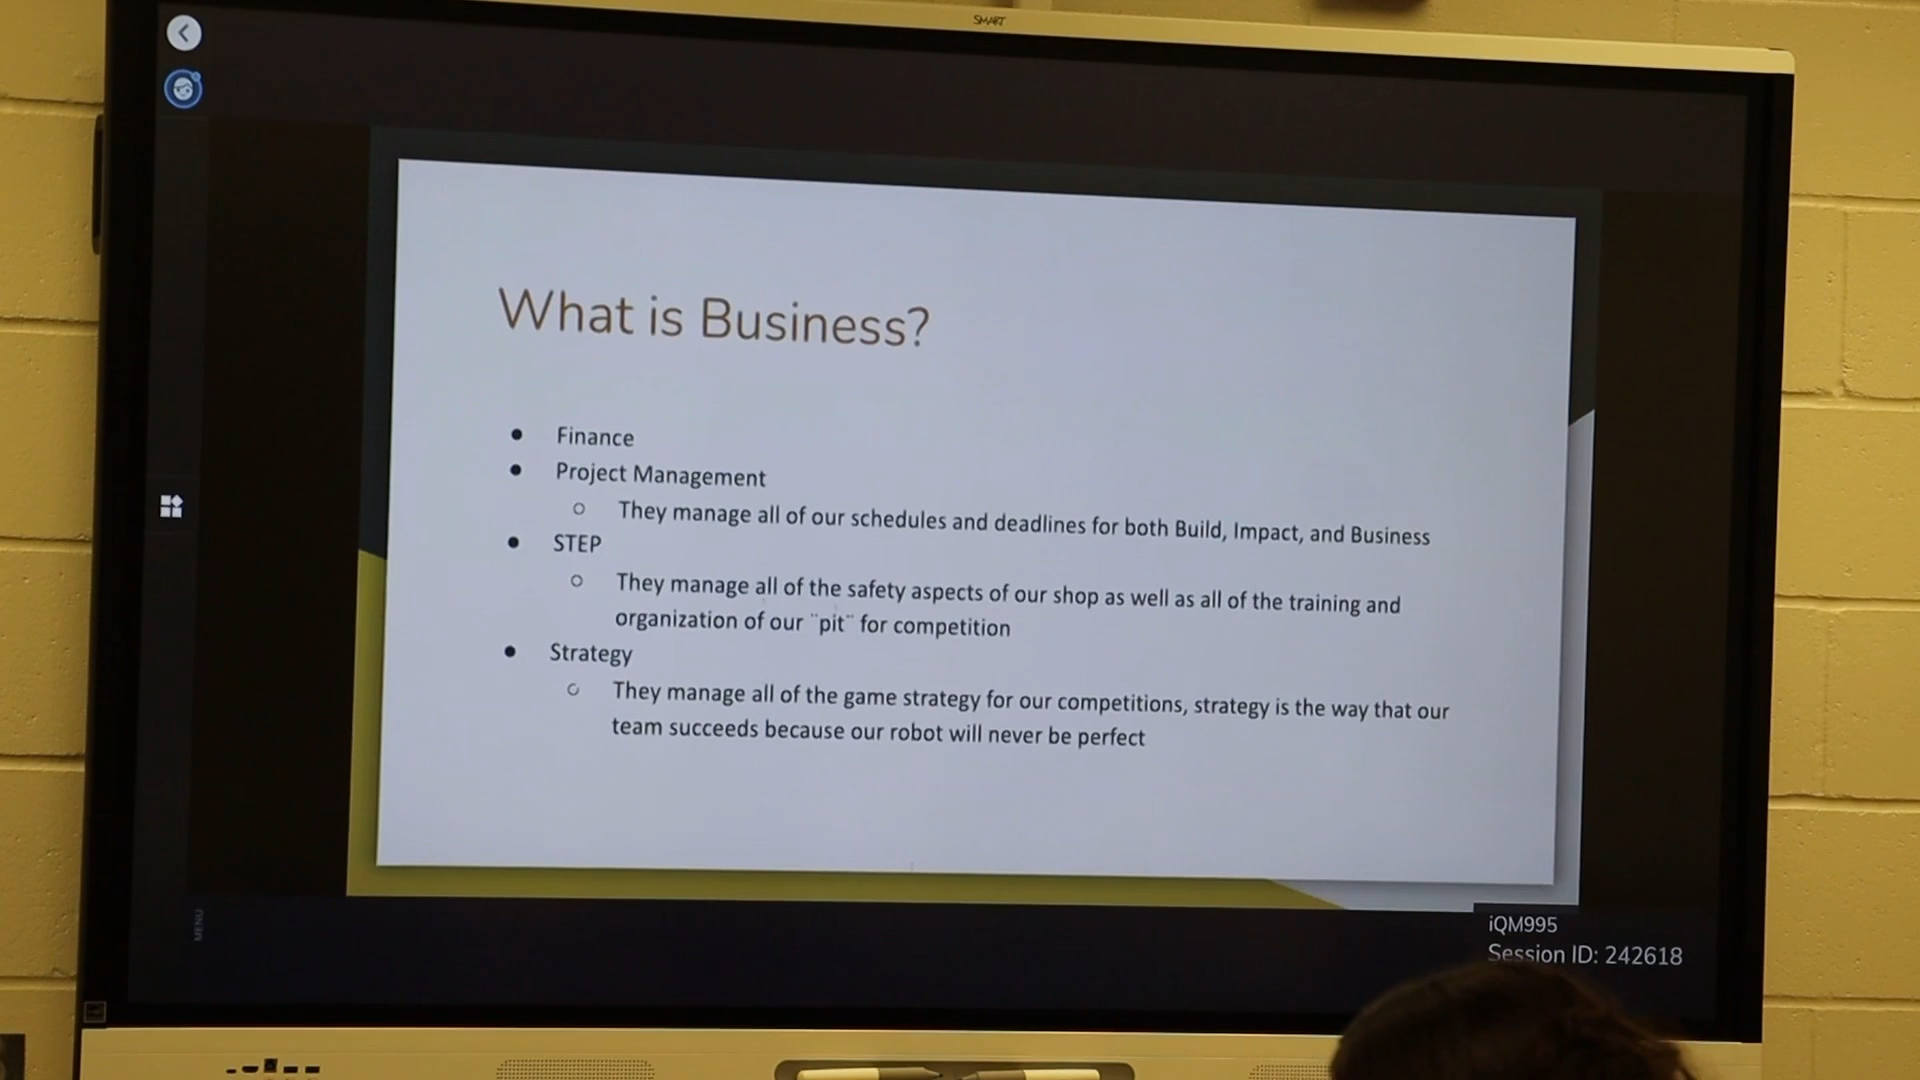 SMART
What is Business?
● Finance
● Project Management
○ They manage all of our schedules and deadlines for both Build, Impact, and Business
● STEP
○ They manage all of the safety aspects of our shop as well as all of the training and
organization of our ¨pit¨ for competition
● Strategy
○ They manage all of the game strategy for our competitions, strategy is the way that our
team succeeds because our robot will never be perfect
MENU
iQM995
Session ID: 242618